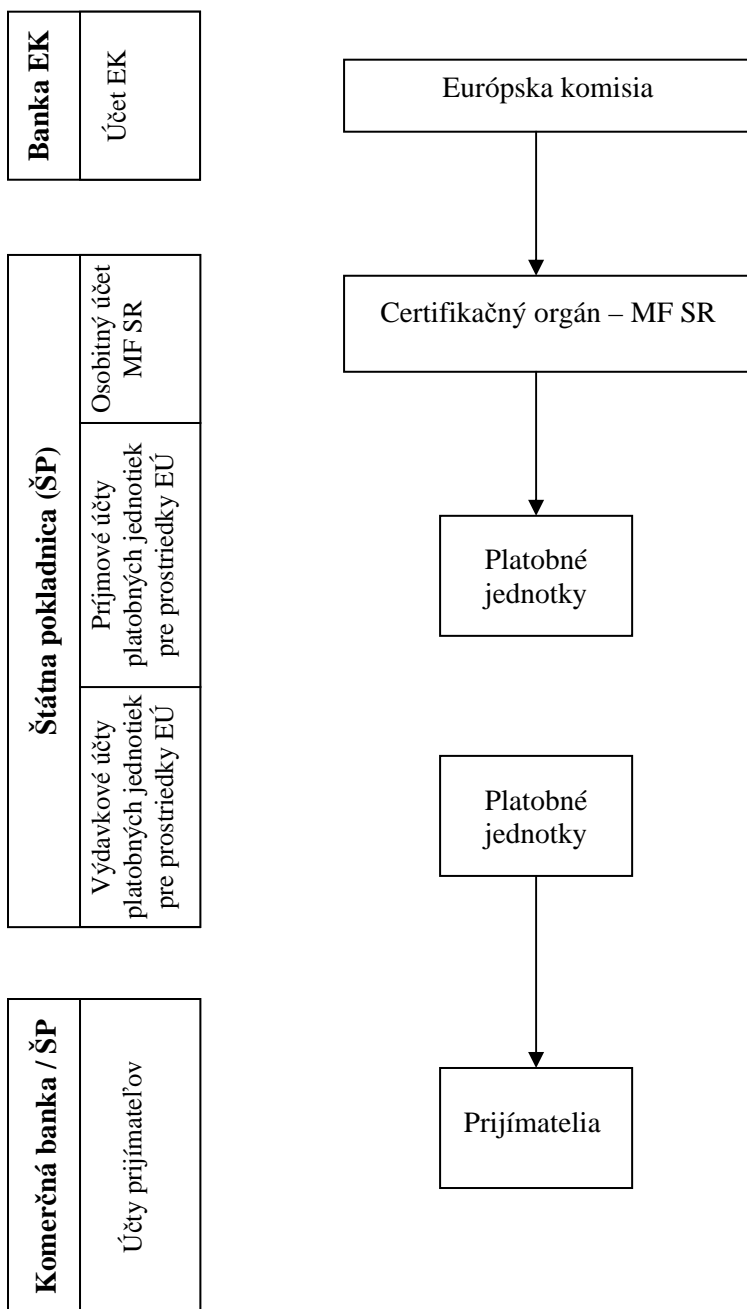 Banka EK
Účet EK
Európska komisia
Štátna pokladnica (ŠP)
Osobitný účet
MF SR
Certifikačný orgán – MF SR
Príjmové účty
platobných jednotiek
pre prostriedky EÚ
Platobné
jednotky
Výdavkové účty
platobných jednotiek
pre prostriedky EÚ
Platobné
jednotky
Komerčná banka / ŠP
Účty prijímateľov
Prijímatelia